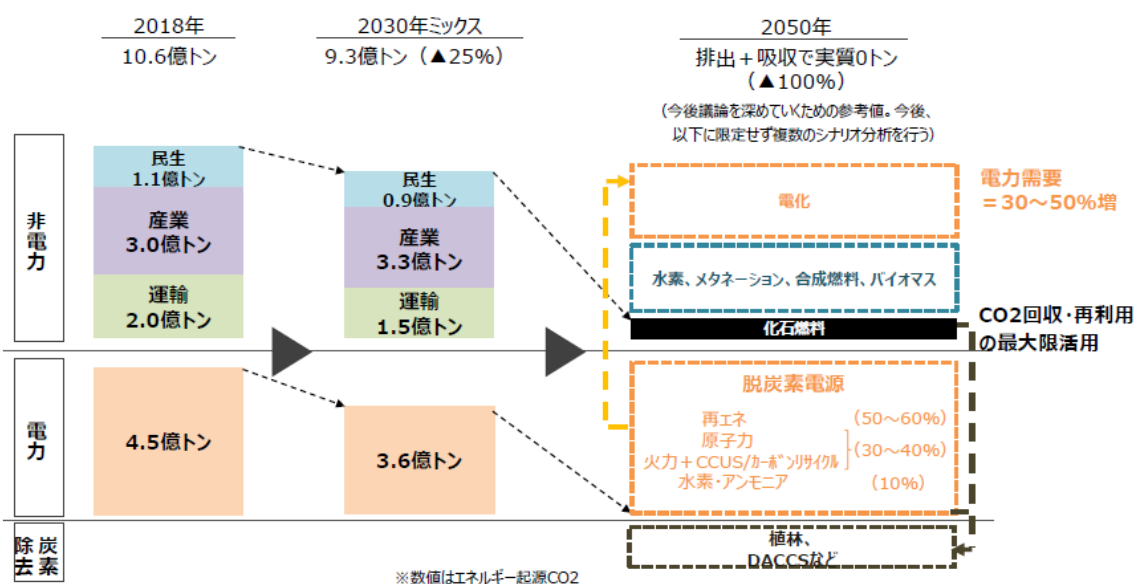 2018年
10.6億トン
2030年ミックス
9.3億トン（▲25%）
2050年
排出＋吸収で実質0トン
（▲100%）
（今後議論を深めていくための参考値。今後、
以下に限定せず複数のシナリオ分析を行う）
非電力
民生
1.1億トン
産業
3.0億トン
運輸
2.0億トン
民生
0.9億トン
産業
3.3億トン
運輸
1.5億トン
電化
電力需要
＝30～50%増
水素、メタネーション、合成燃料、バイオマス
化石燃料
CO2回収・再利用
の最大限活用
電力
4.5億トン
3.6億トン
脱炭素電源
再エネ （50～60%）
原子力
火力＋CCUS/ｶｰﾎﾞﾝﾘｻｲｸﾙ （30～40%）
水素・アンモニア （10%）
炭素除去
植林、
DACCSなど
※数値はエネルギー起源CO2